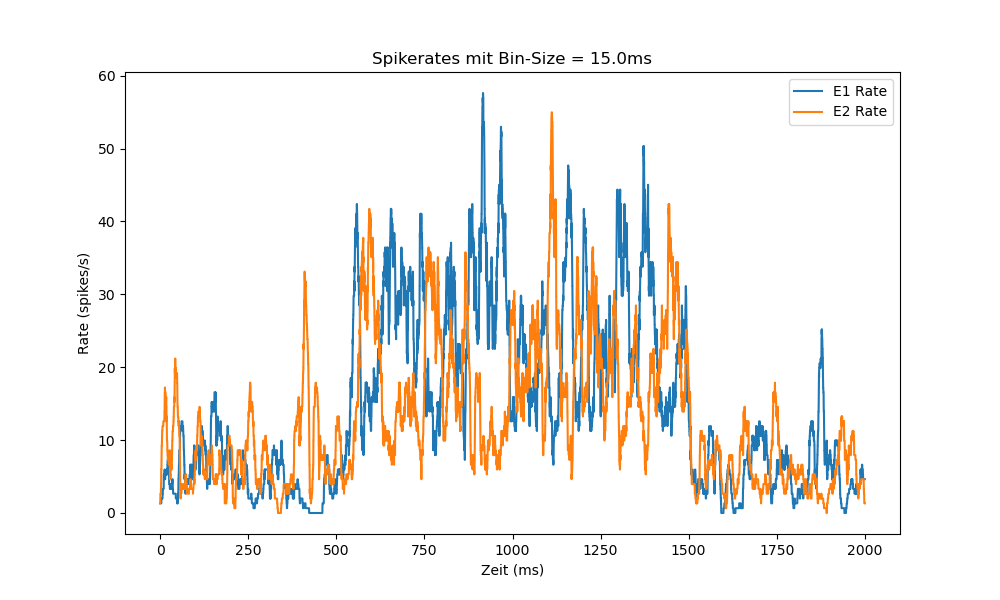 Spikerates mit Bin-Size = 15.0ms
E1 Rate
E2 Rate
Rate (spikes/s)
60
50
40
30
20
10
0
0 250 500 750 1000 1250 1500 1750 2000
Zeit (ms)